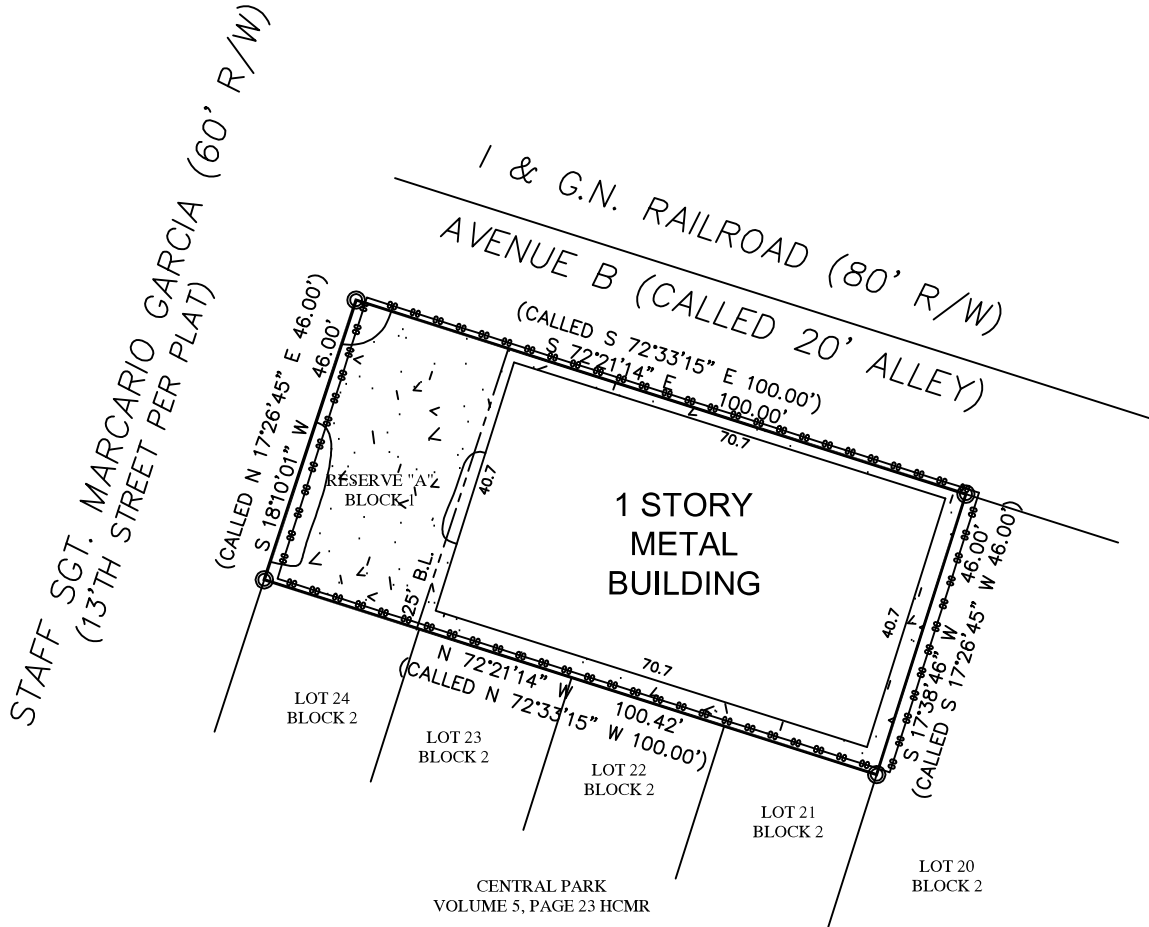 STAFF SGT. MARCARIO GARCIA (60' R/W)
(13'TH STREET PER PLAT)
I & G.N. RAILROAD (80' R/W)
AVENUE B (CALLED 20' ALLEY)
(CALLED S 72°33'15" E 100.00')
S 72°21'14" E
100.00'
(CALLED N 17°26'45" E 46.00')
S 18°10'01" W
46.00'
RESERVE "A"
BLOCK 1
25' B.L.
40.7
70.7
1 STORY
METAL
BUILDING
40.7
70.7
S 17°38'46" W
46.00'
(CALLED S 17°26'45" W 46.00')
N 72°21'14" W
100.42'
(CALLED N 72°33'15" W 100.00')
LOT 24
BLOCK 2
LOT 23
BLOCK 2
LOT 22
BLOCK 2
LOT 21
BLOCK 2
LOT 20
BLOCK 2
CENTRAL PARK
VOLUME 5, PAGE 23 HCMR